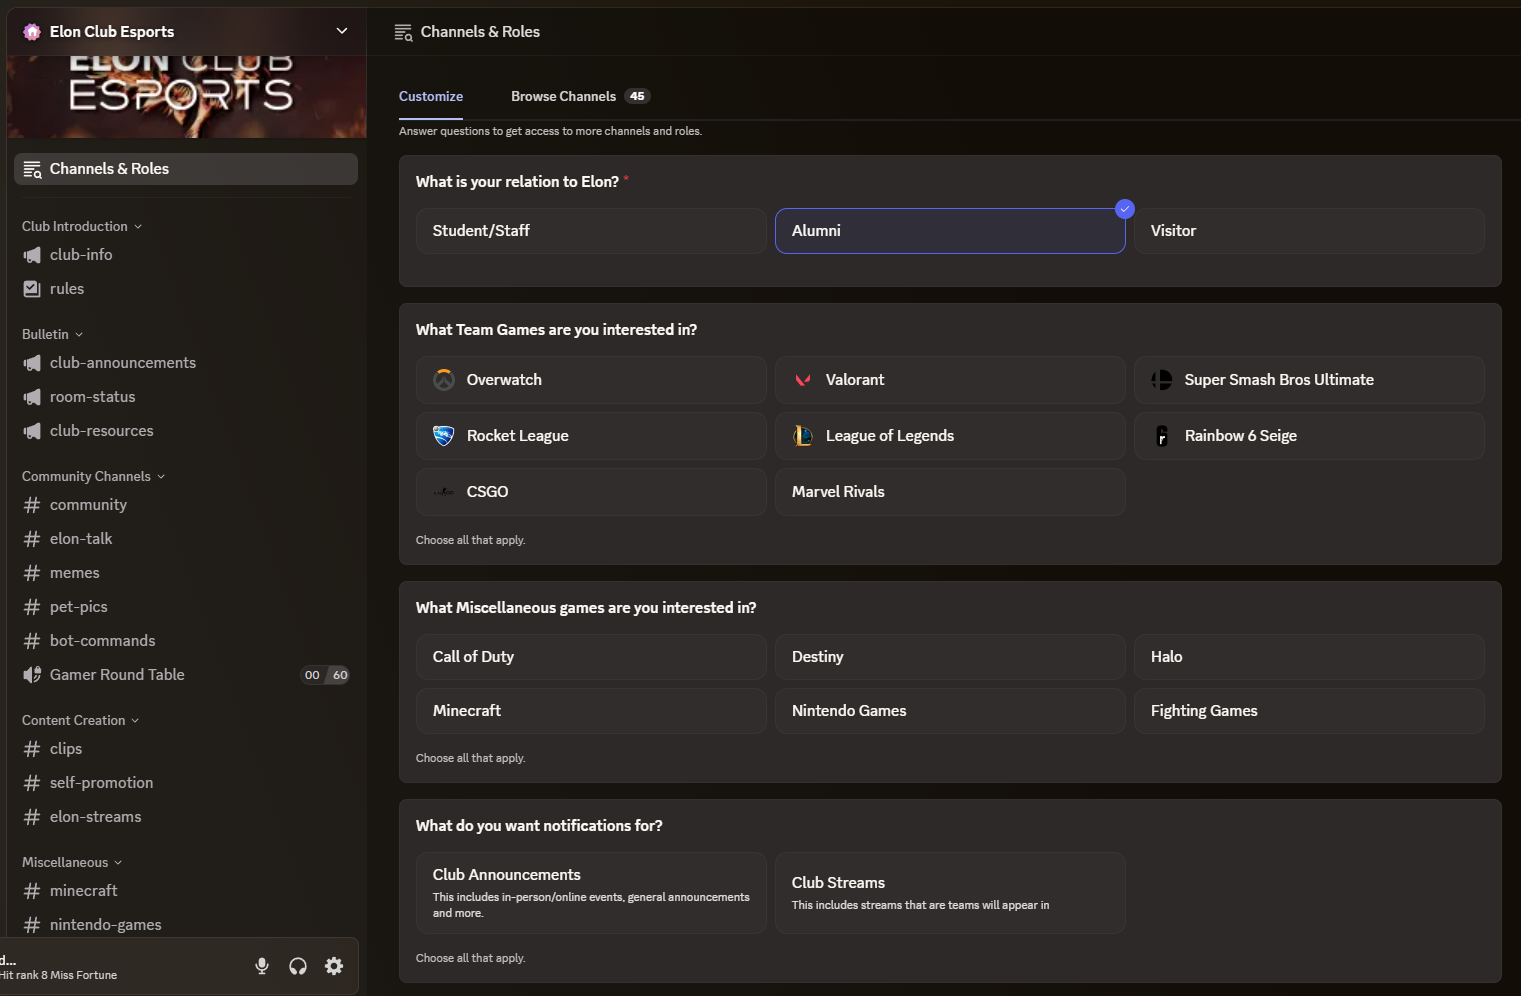 Elon Club Esports
ELON CLUB
ESPORTS
Channels & Roles
Club Introduction
club-info
rules
Bulletin
club-announcements
room-status
club-resources
Community Channels
community
elon-talk
memes
pet-pics
bot-commands
Gamer Round Table 00 60
Content Creation
clips
self-promotion
elon-streams
Miscellaneous
minecraft
nintendo-games
d...
Hit rank 8 Miss Fortune
Channels & Roles
Customize Browse Channels 45
Answer questions to get access to more channels and roles.
What is your relation to Elon? *
Student/Staff Alumni Visitor
What Team Games are you interested in?
Overwatch Valorant Super Smash Bros Ultimate
Rocket League League of Legends Rainbow 6 Seige
CSGO Marvel Rivals
Choose all that apply.
What Miscellaneous games are you interested in?
Call of Duty Destiny Halo
Minecraft Nintendo Games Fighting Games
Choose all that apply.
What do you want notifications for?
Club Announcements
This includes in-person/online events, general announcements
and more.
Club Streams
This includes streams that are teams will appear in
Choose all that apply.